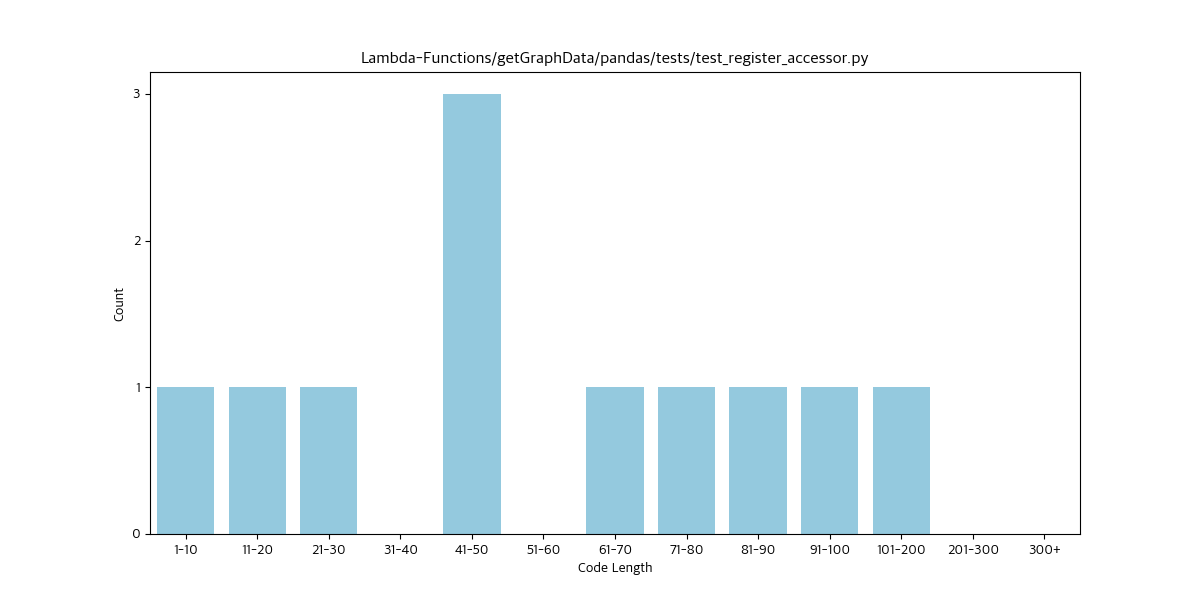 Lambda-Functions/getGraphData/pandas/tests/test_register_accessor.py
3
2
1
0
Count
1-10 11-20 21-30 31-40 41-50 51-60 61-70 71-80 81-90 91-100 101-200 201-300 300+
Code Length